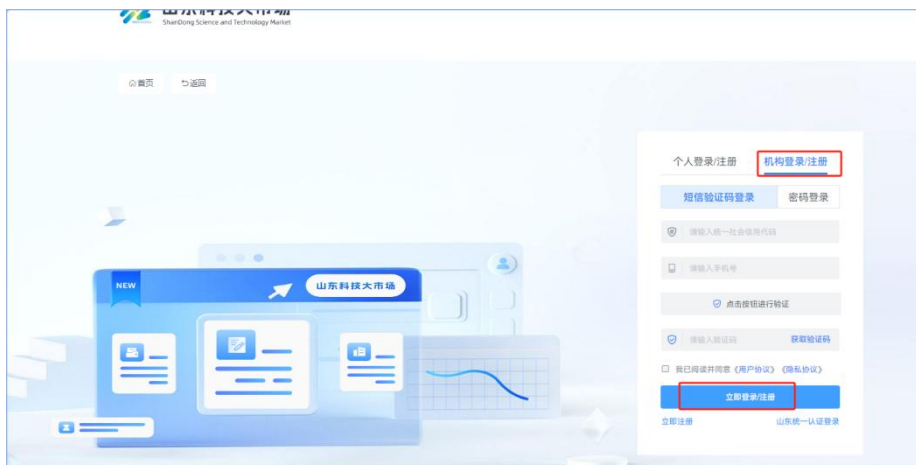 山东科技大市场
ShanDong Science and Technology Market
首页 返回
个人登录/注册 机构登录/注册
短信验证码登录 密码登录
请输入统一社会信用代码
请输入手机号
点击按钮进行验证
请输入验证码 获取验证码
我已阅读并同意《用户协议》《隐私协议》
立即登录/注册
立即注册 山东统一认证登录
NEW
山东科技大市场